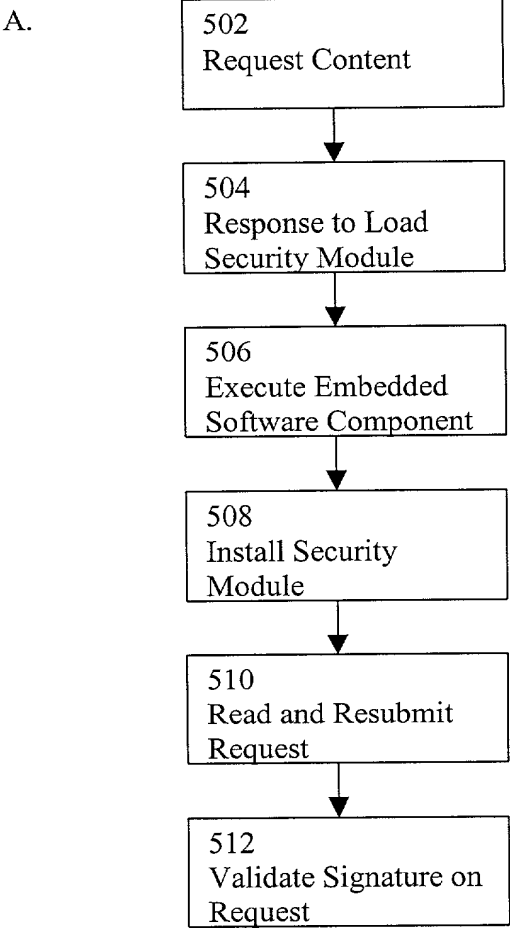 A.
502
Request Content
504
Response to Load
Security Module
506
Execute Embedded
Software Component
508
Install Security
Module
510
Read and Resubmit
Request
512
Validate Signature on
Request